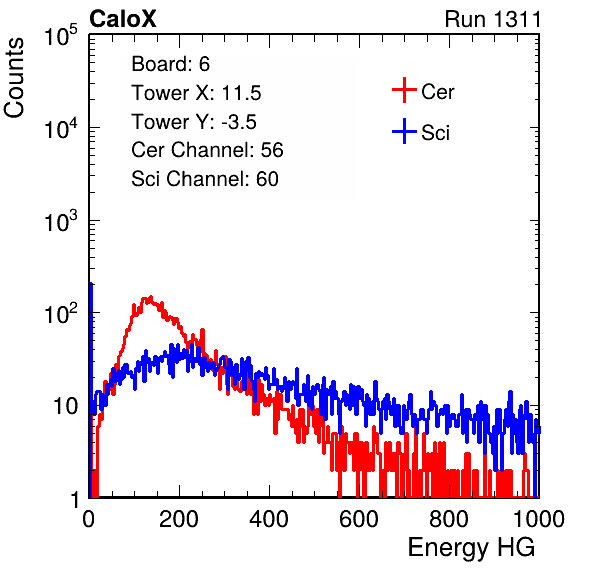 CaloX Run 1311
Counts
10^5
10^4
10^3
10^2
10
1
Board: 6
Tower X: 11.5
Tower Y: -3.5
Cer Channel: 56
Sci Channel: 60
Cer
Sci
0 200 400 600 800 1000
Energy HG